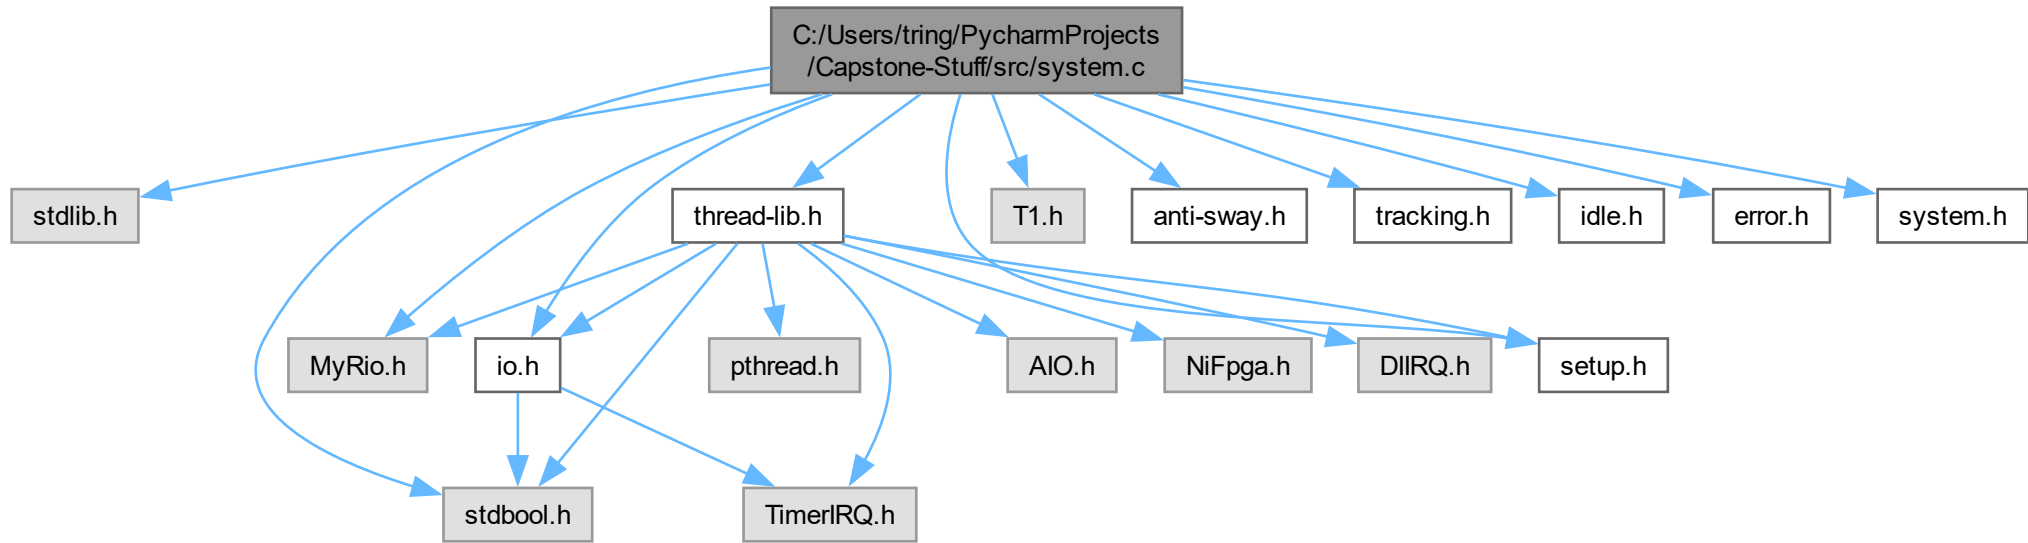 C:/Users/tring/PycharmProjects
/Capstone-Stuff/src/system.c
stdlib.h
thread-lib.h
T1.h
anti-sway.h
tracking.h
idle.h
error.h
system.h
MyRio.h
io.h
pthread.h
AIO.h
NiFpga.h
DIIRQ.h
setup.h
stdbool.h
TimerIRQ.h